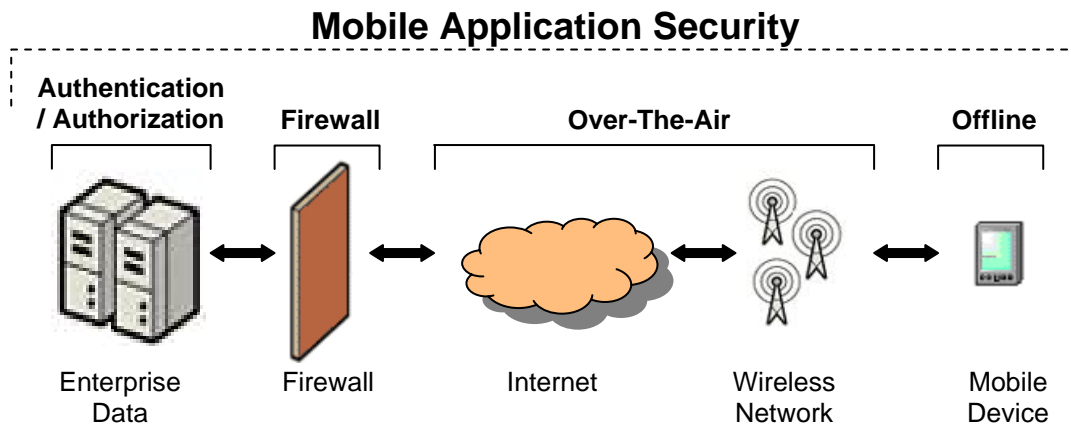 Mobile Application Security
Authentication
/ Authorization
Firewall
Over-The-Air
Offline
Enterprise
Data
Firewall
Internet
Wireless
Network
Mobile
Device